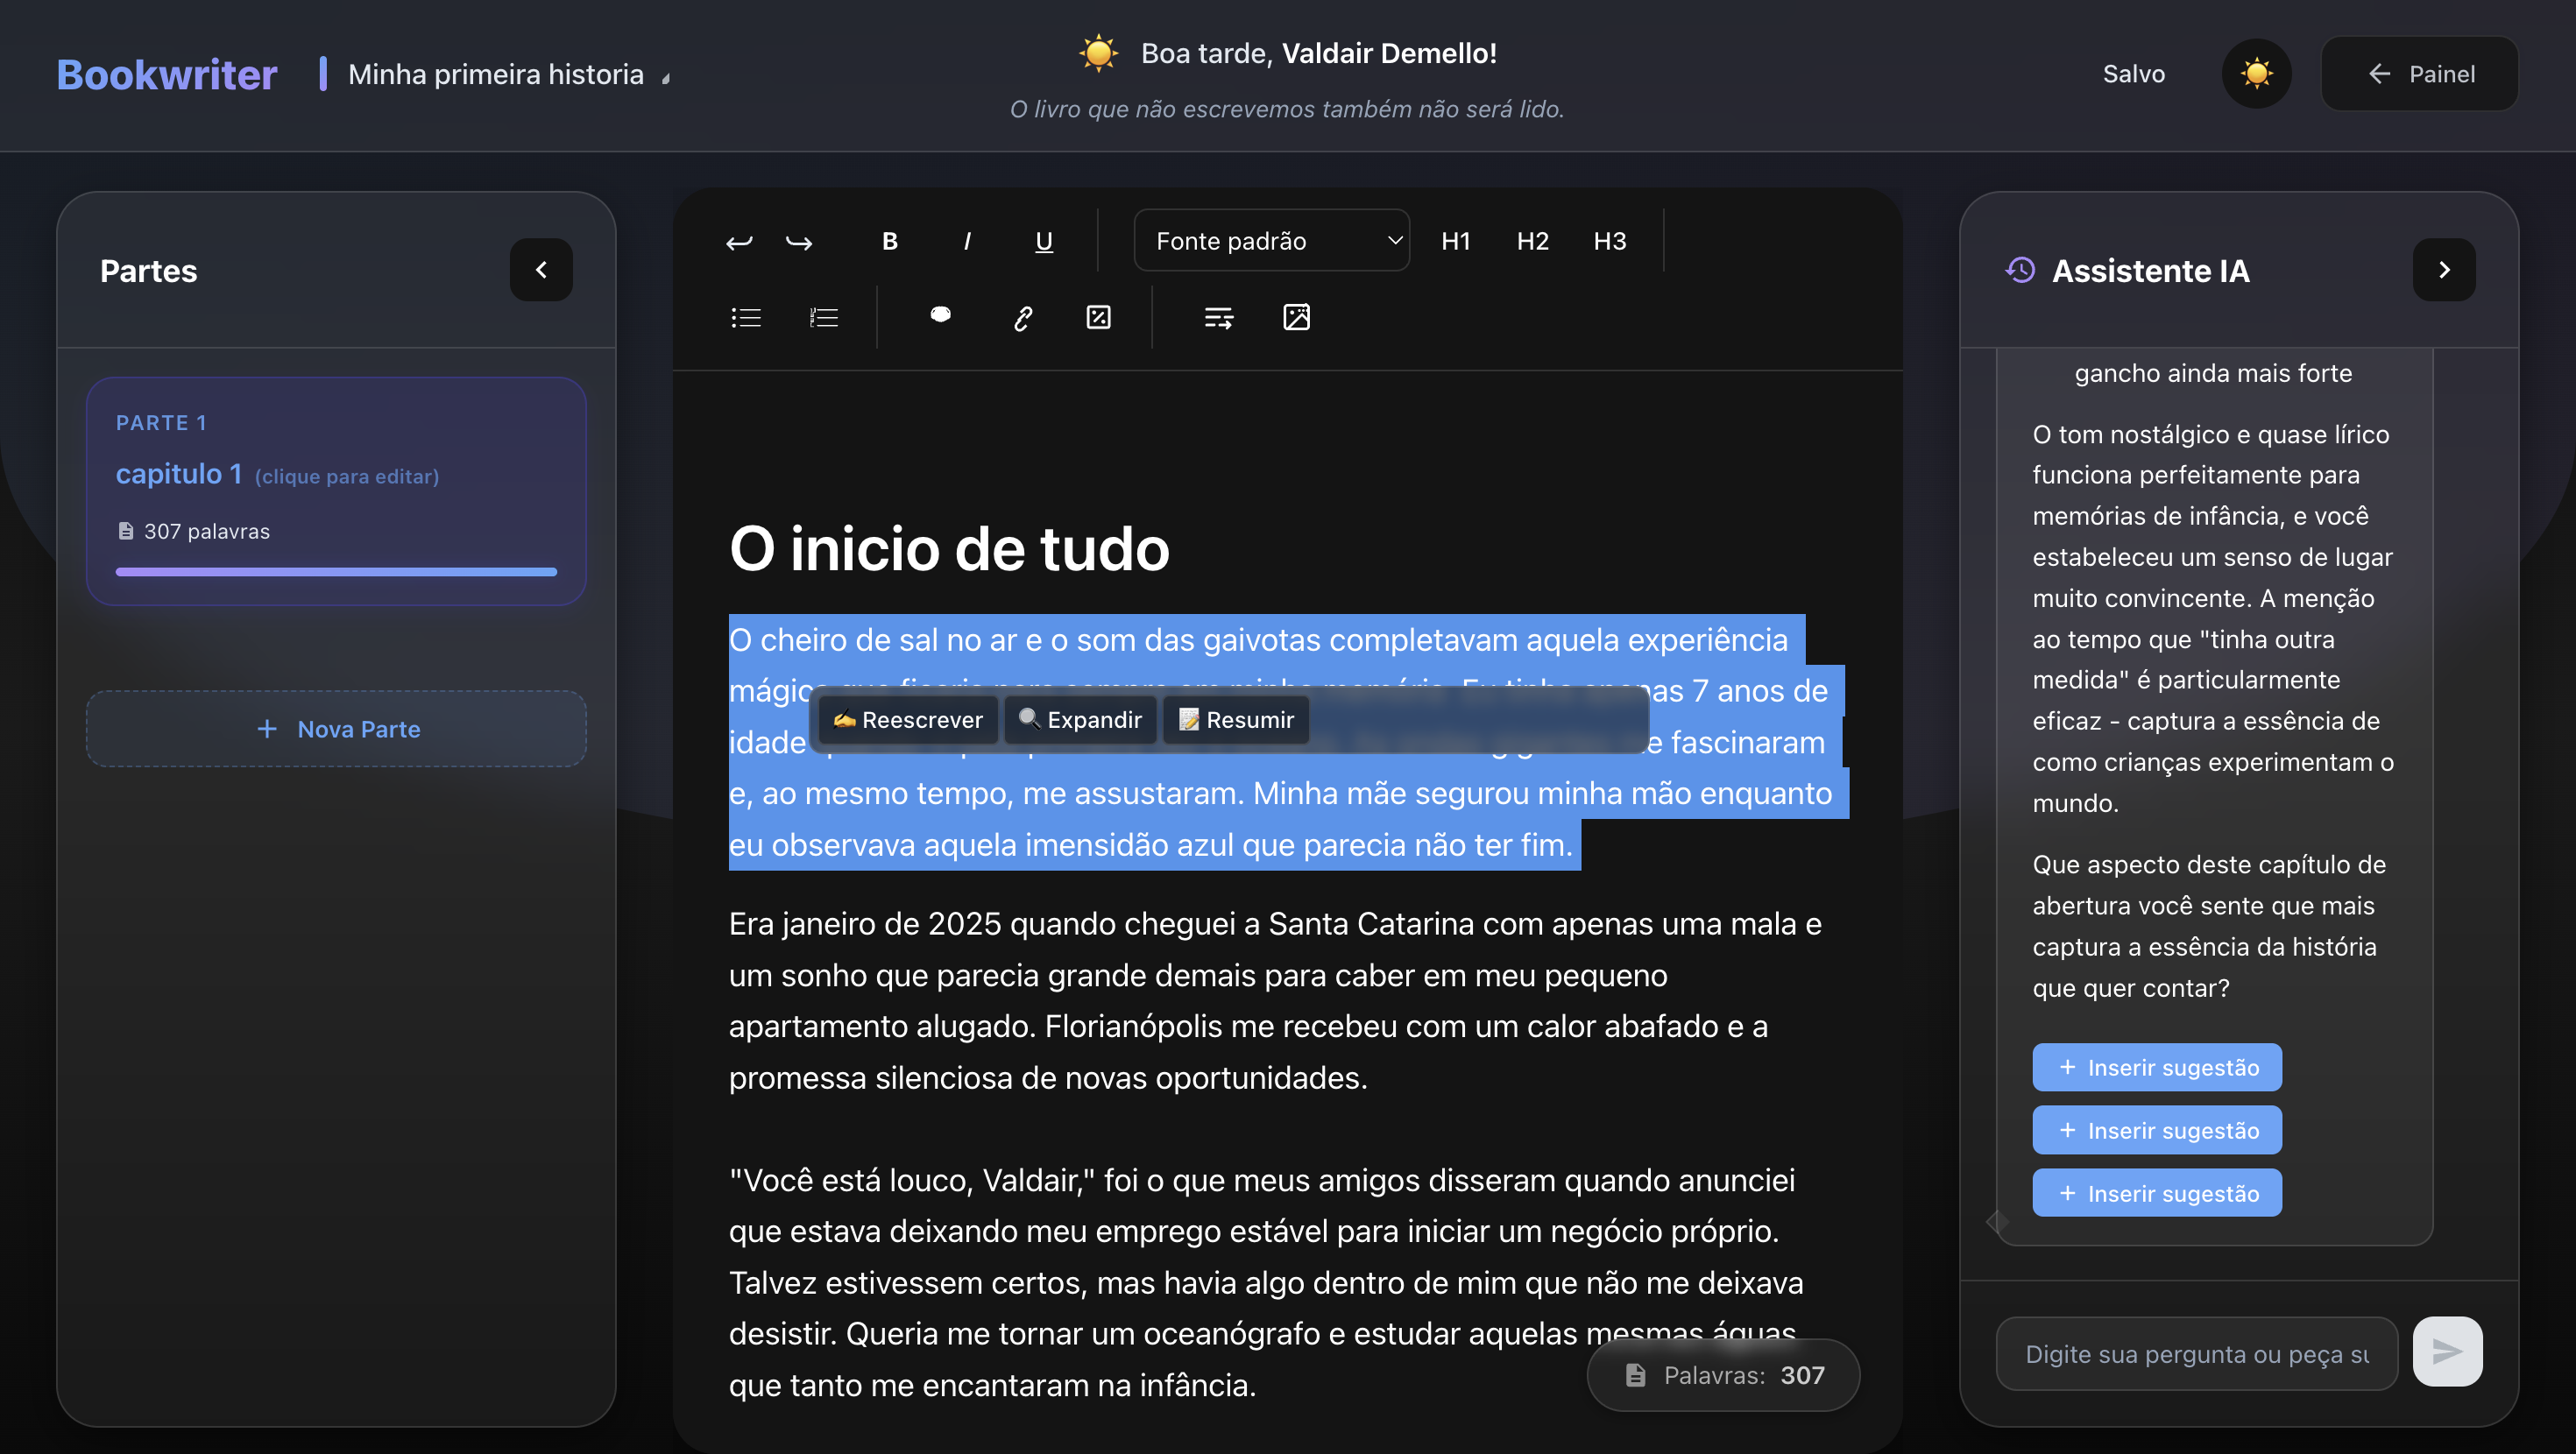 Bookwriter
Minha primeira historia
☀️ Boa tarde, Valdair Demello!
O livro que não escrevemos também não será lido.
Salvo
← Painel
Partes
PARTE 1
capitulo 1 (clique para editar)
307 palavras
+ Nova Parte
B I U
Fonte padrão
H1 H2 H3
O inicio de tudo
O cheiro de sal no ar e o som das gaivotas completavam aquela experiência
7 anos de
idade
fascinaram
e, ao mesmo tempo, me assustaram. Minha mãe segurou minha mão enquanto
eu observava aquela imensidão azul que parecia não ter fim.
✍️ Reescrever
🔍 Expandir
📝 Resumir
Era janeiro de 2025 quando cheguei a Santa Catarina com apenas uma mala e
um sonho que parecia grande demais para caber em meu pequeno
apartamento alugado. Florianópolis me recebeu com um calor abafado e a
promessa silenciosa de novas oportunidades.
"Você está louco, Valdair," foi o que meus amigos disseram quando anunciei
que estava deixando meu emprego estável para iniciar um negócio próprio.
Talvez estivessem certos, mas havia algo dentro de mim que não me deixava
desistir. Queria me tornar um oceanógrafo e estudar aquelas mesmas águas
que tanto me encantaram na infância.
Palavras: 307
Assistente IA
gancho ainda mais forte
O tom nostálgico e quase lírico
funciona perfeitamente para
memórias de infância, e você
estabeleceu um senso de lugar
muito convincente. A menção
ao tempo que "tinha outra
medida" é particularmente
eficaz - captura a essência de
como crianças experimentam o
mundo.
Que aspecto deste capítulo de
abertura você sente que mais
captura a essência da história
que quer contar?
+ Inserir sugestão
+ Inserir sugestão
+ Inserir sugestão
Digite sua pergunta ou peça